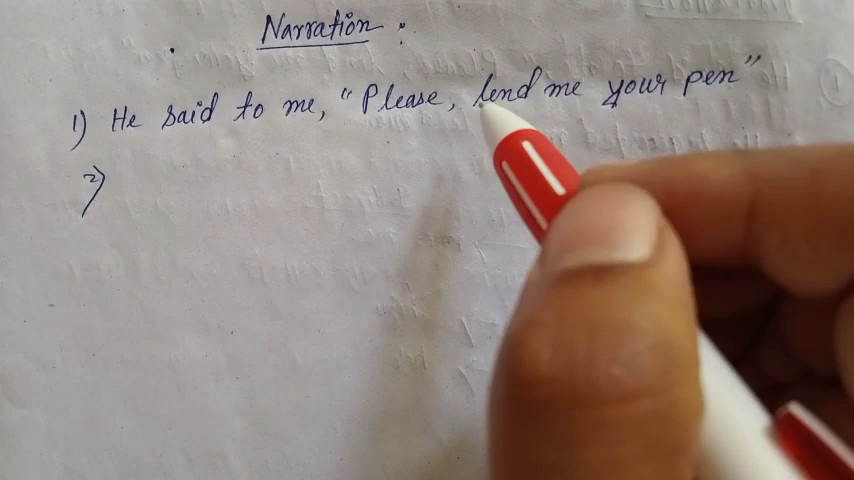 Narration :
1) He said to me, "Please, lend me your pen"
2)